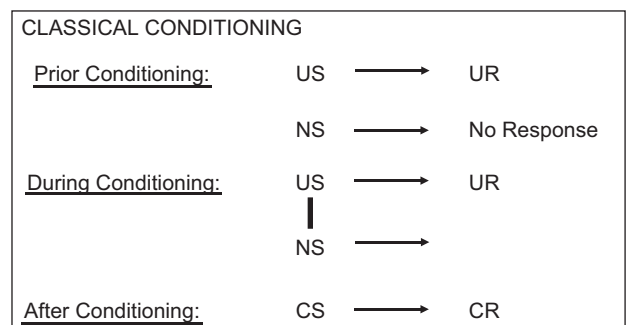 CLASSICAL CONDITIONING
Prior Conditioning: US UR
NS No Response
During Conditioning: US UR
NS
After Conditioning: CS CR